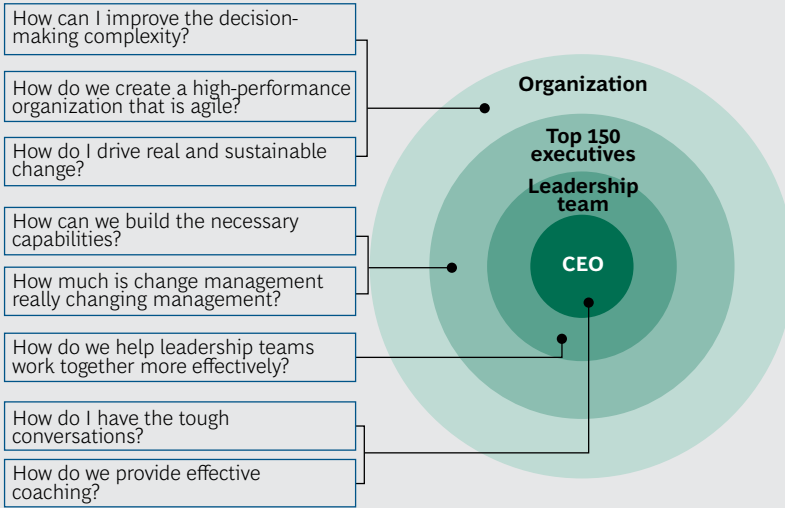 How can I improve the decision-
making complexity?
How do we create a high-performance
organization that is agile?
How do I drive real and sustainable
change?
How can we build the necessary
capabilities?
How much is change management
really changing management?
How do we help leadership teams
work together more effectively?
How do I have the tough
conversations?
How do we provide effective
coaching?
Organization
Top 150
executives
Leadership
team
CEO